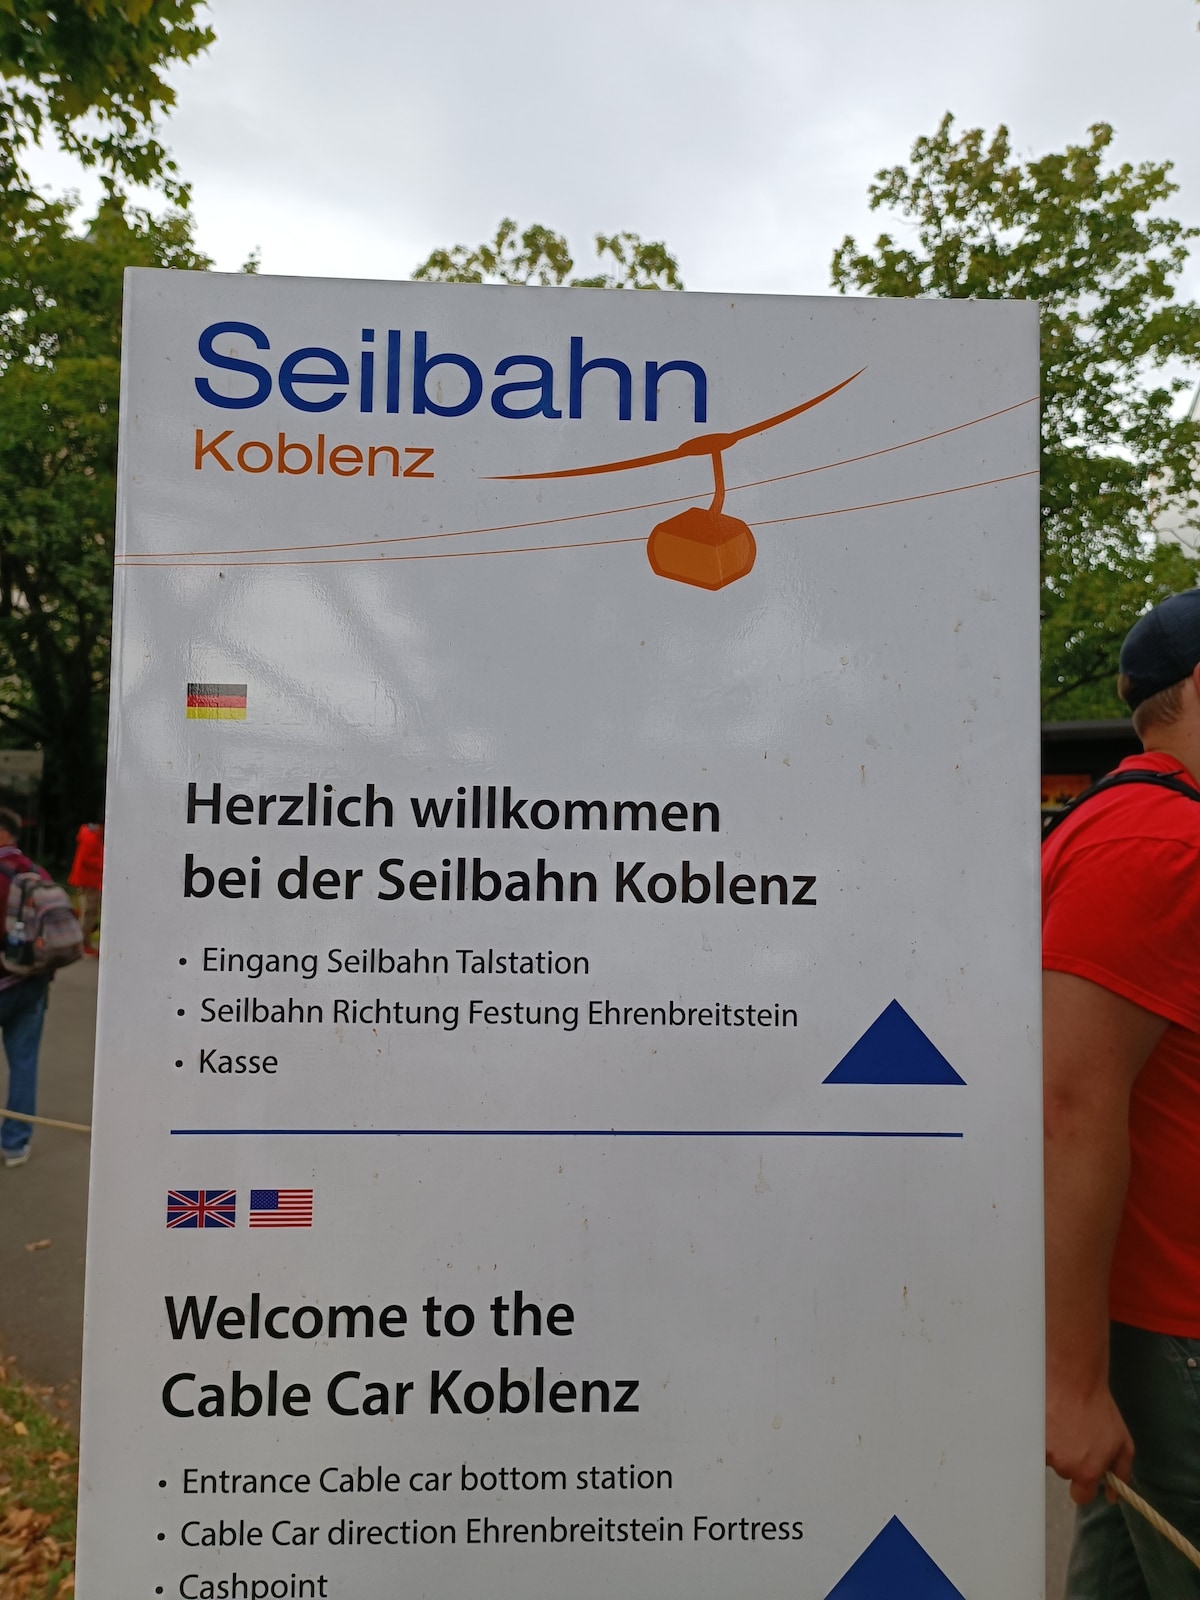 Seilbahn
Koblenz
Herzlich willkommen
bei der Seilbahn Koblenz
• Eingang Seilbahn Talstation
• Seilbahn Richtung Festung Ehrenbreitstein
• Kasse
Welcome to the
Cable Car Koblenz
• Entrance Cable car bottom station
• Cable Car direction Ehrenbreitstein Fortress
• Cashpoint